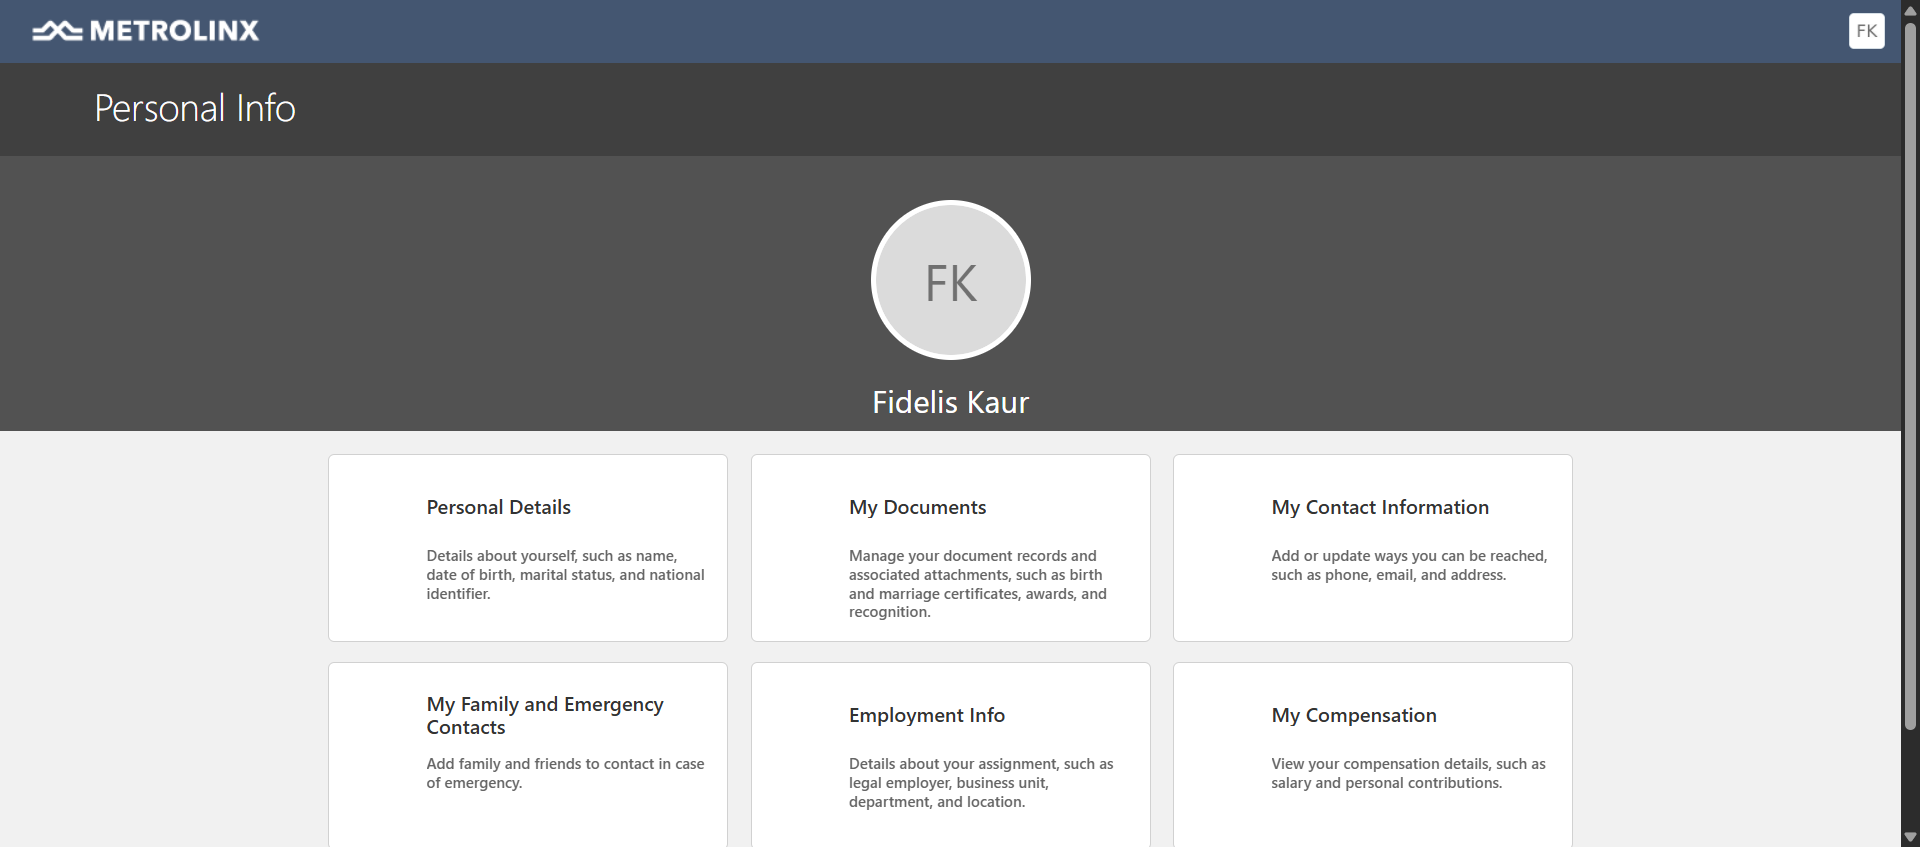 METROLINX
FK
Personal Info
FK
Fidelis Kaur
Personal Details
Details about yourself, such as name,
date of birth, marital status, and national
identifier.
My Documents
Manage your document records and
associated attachments, such as birth
and marriage certificates, awards, and
recognition.
My Contact Information
Add or update ways you can be reached,
such as phone, email, and address.
My Family and Emergency
Contacts
Add family and friends to contact in case
of emergency.
Employment Info
Details about your assignment, such as
legal employer, business unit,
department, and location.
My Compensation
View your compensation details, such as
salary and personal contributions.